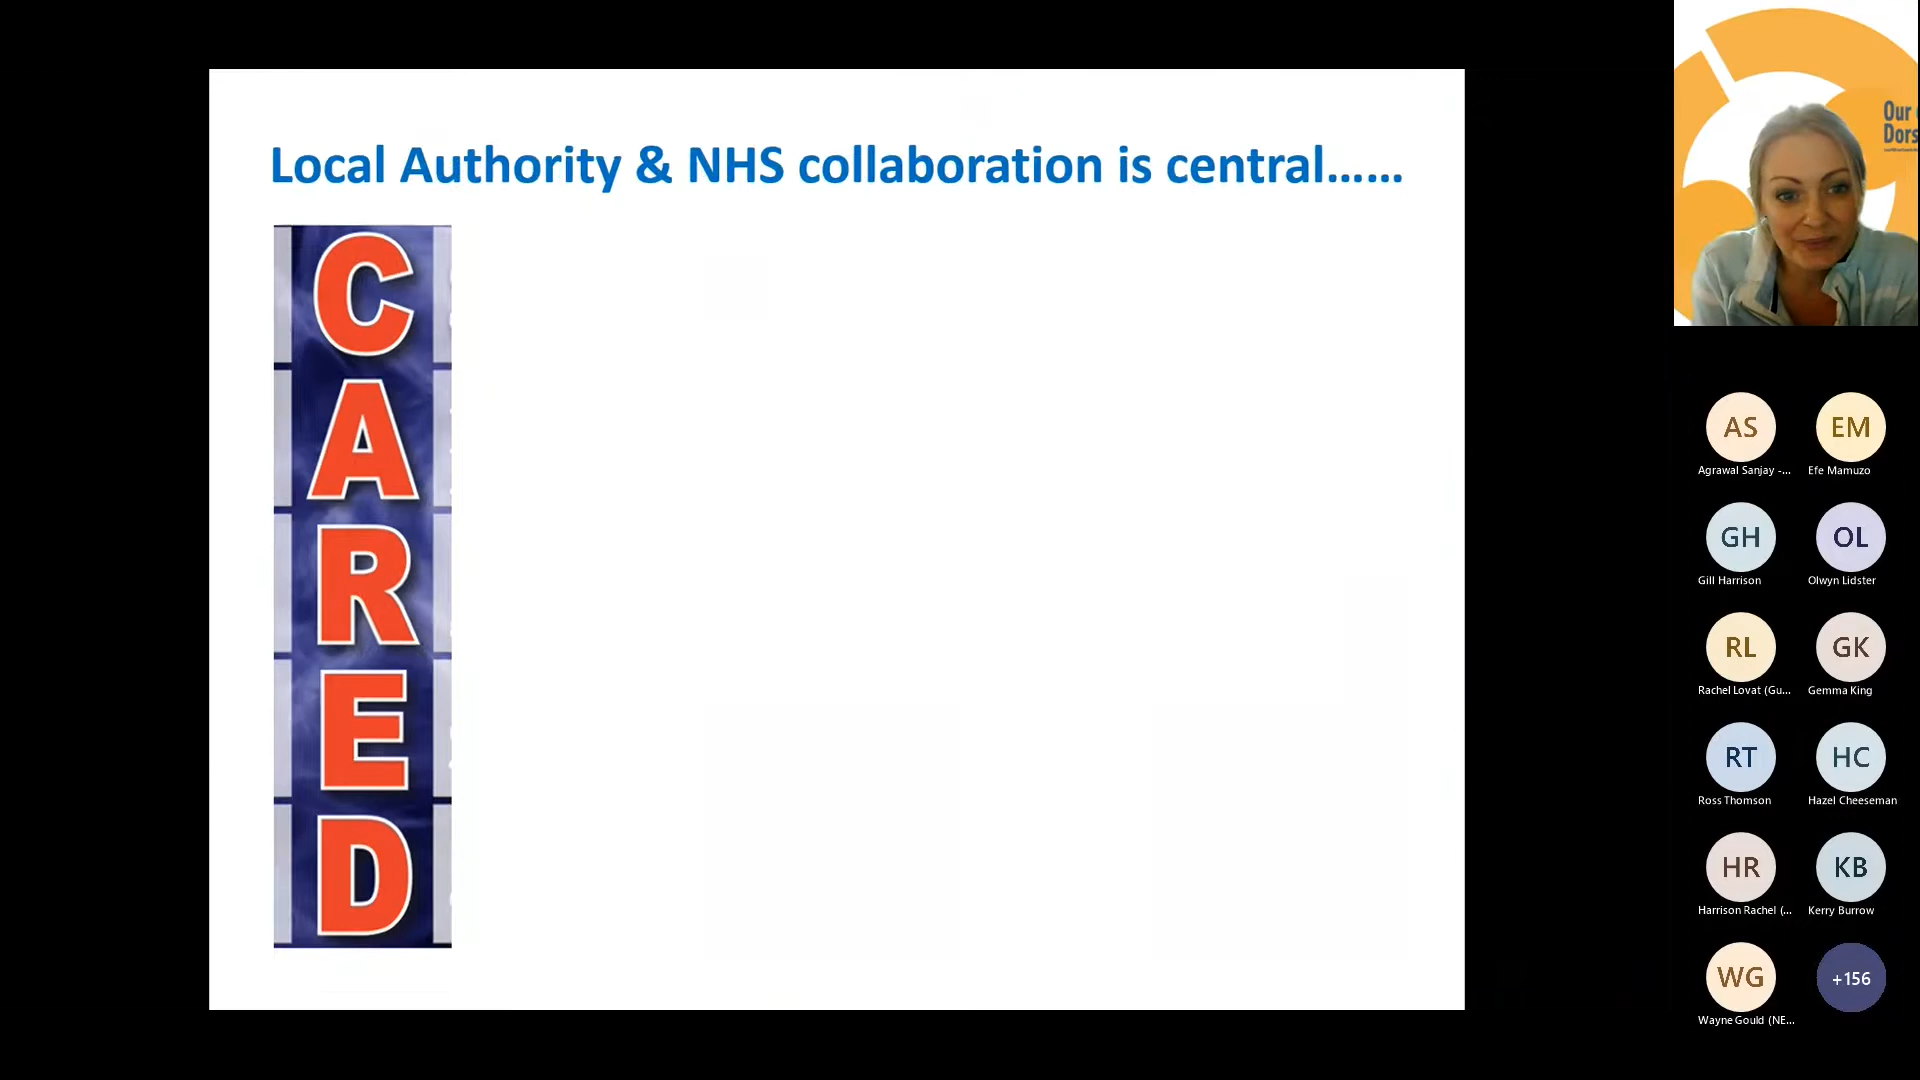 Local Authority & NHS collaboration is central......
C
A
R
E
D
Our
Dors
AS
Agrawal Sanjay -...
EM
Efe Mamuzo
GH
Gill Harrison
OL
Olwyn Lidster
RL
Rachel Lovat (Gu...
GK
Gemma King
RT
Ross Thomson
HC
Hazel Cheeseman
HR
Harrison Rachel (...
KB
Kerry Burrow
WG
Wayne Gould (NE...
+156